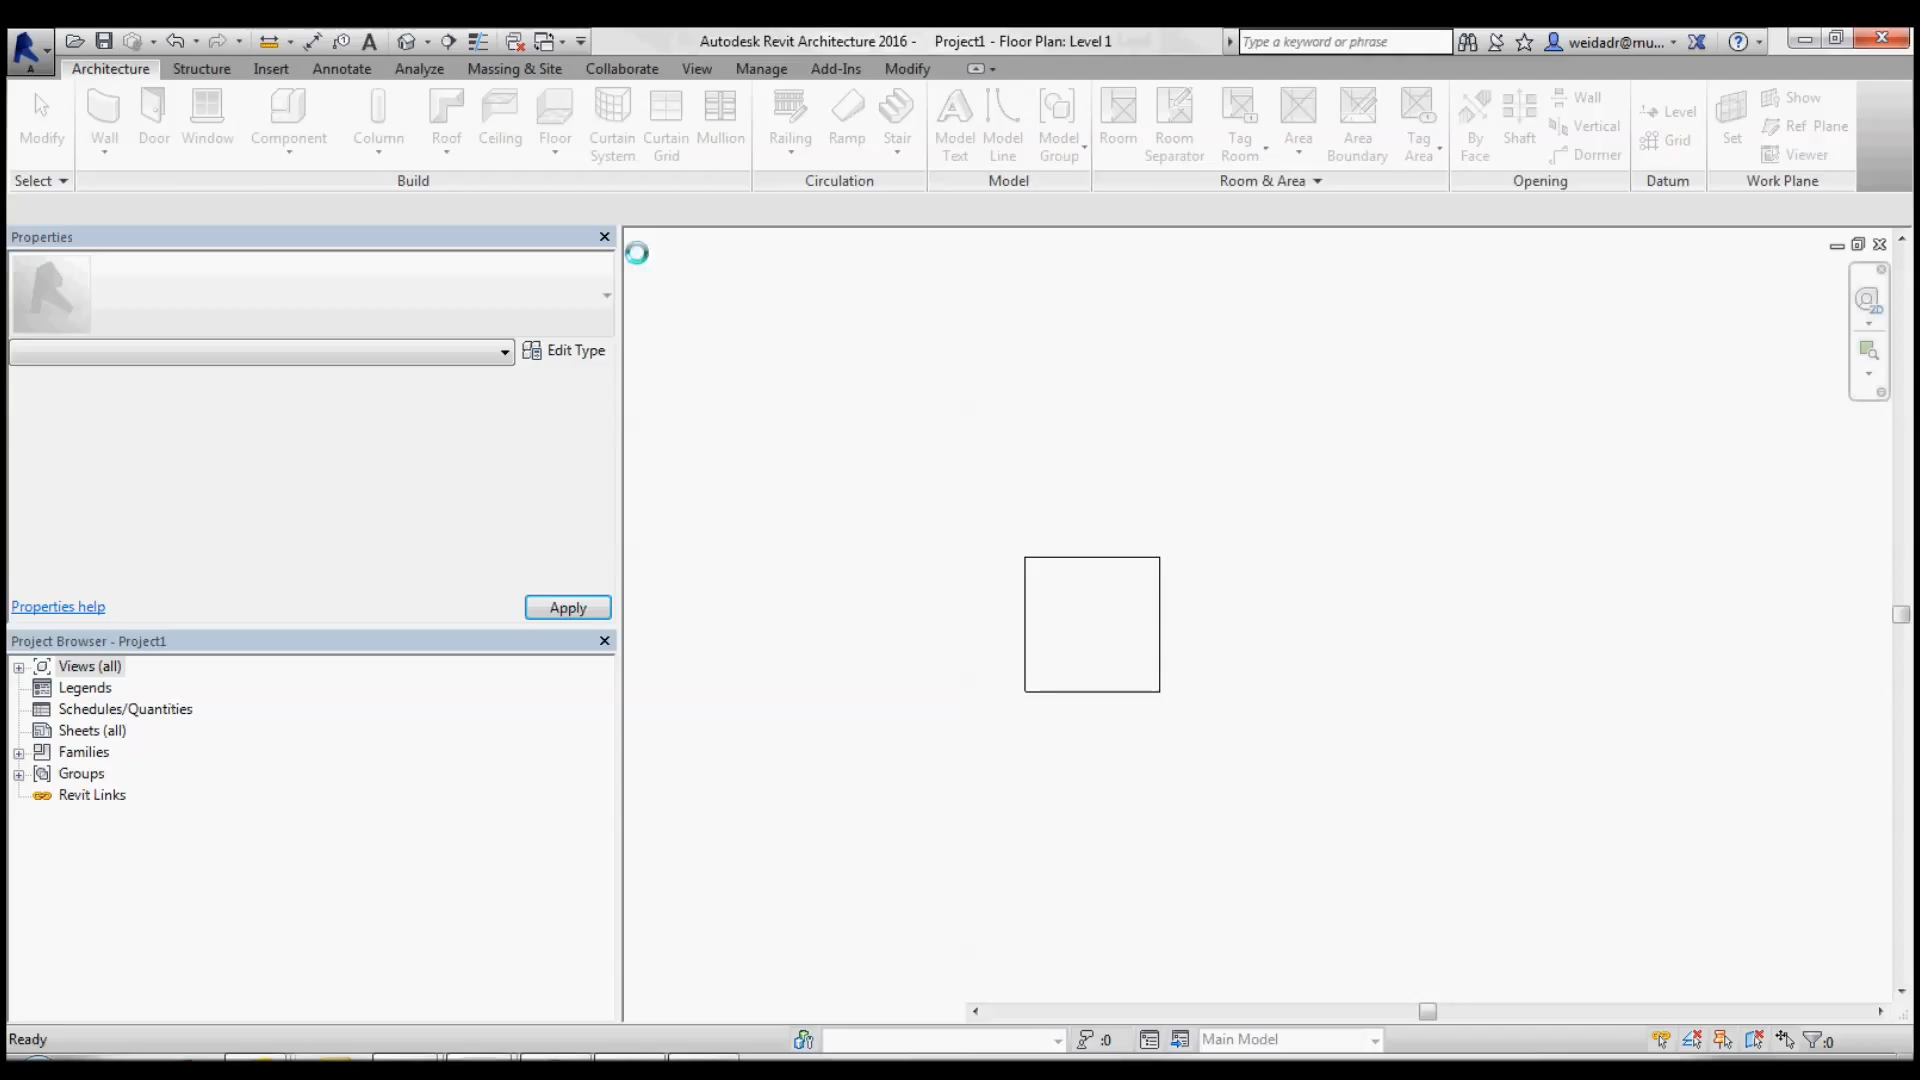 Autodesk Revit Architecture 2016 - Project1 - Floor Plan: Level 1
Type a keyword or phrase
weidadr@mu...
Architecture Structure Insert Annotate Analyze Massing & Site Collaborate View Manage Add-Ins Modify
Modify Wall Door Window Component Column Roof Ceiling Floor Curtain System Curtain Grid Mullion
Railing Ramp Stair Model Text Model Line Model Group
Room Room Separator Tag Room Area Area Boundary Tag Area
By Face Shaft Wall Vertical Dormer
Level Grid
Set Show Ref Plane Viewer
Select Build Circulation Model Room & Area Opening Datum Work Plane
Properties
Edit Type
2D
Properties help Apply
Project Browser - Project1
Views (all)
Legends
Schedules/Quantities
Sheets (all)
Families
Groups
Revit Links
Ready :0 Main Model :0